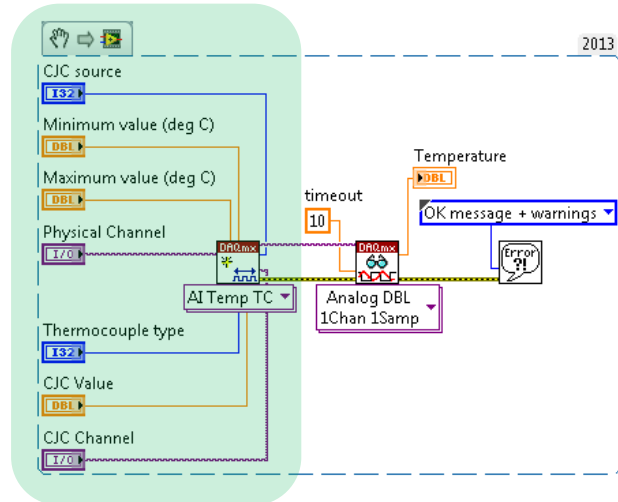 2013
CJC source
I32
Minimum value (deg C)
DBL
Maximum value (deg C)
DBL
Temperature
DBL
timeout
10
OK message + warnings
Physical Channel
I/O
DAQmx
DAQmx
Error
?!
AI Temp TC
Analog DBL
1Chan 1Samp
Thermocouple type
I32
CJC Value
DBL
CJC Channel
I/O